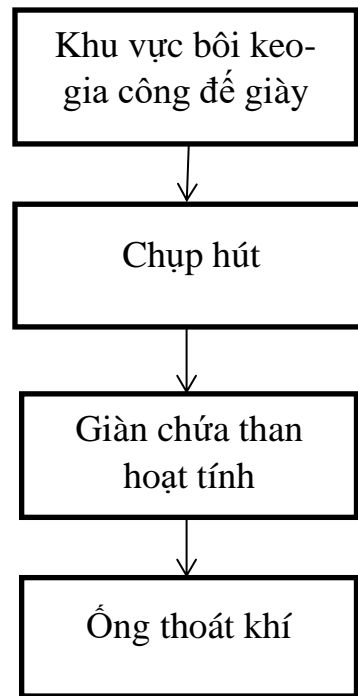 Khu vực bôi keo-
gia công đế giày
Chụp hút
Giàn chứa than
hoạt tính
Ống thoát khí